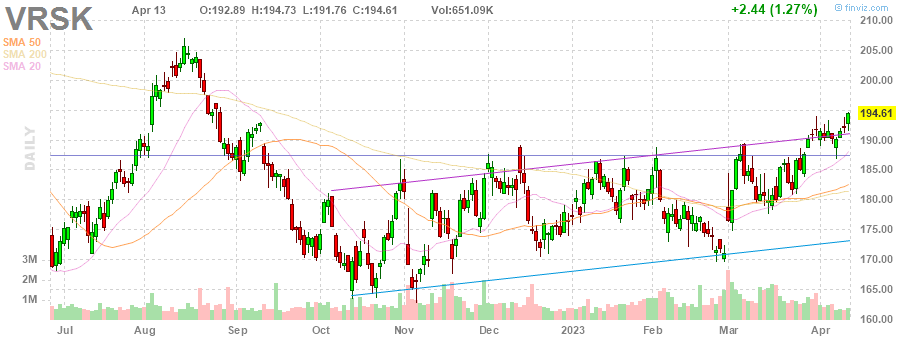 VRSK
Apr 13 O:192.89 H:194.73 L:191.76 C:194.61 Vol:651.09K
+2.44 (1.27%)
finviz.com
SMA 50
SMA 200
SMA 20
DAILY
210.00
205.00
200.00
194.61
190.00
185.00
180.00
175.00
170.00
165.00
160.00
3M
2M
1M
Jul Aug Sep Oct Nov Dec 2023 Feb Mar Apr